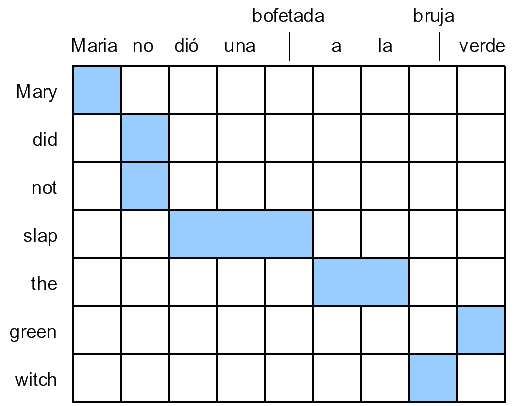 bofetada bruja
Maria no dió una a la verde
Mary
did
not
slap
the
green
witch